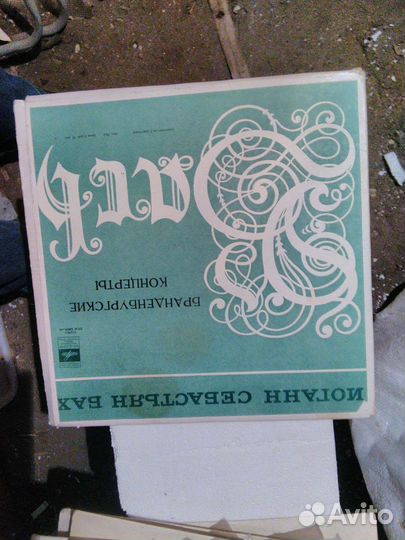 ИОГАНН СЕБАСТЬЯН БАХ
БРАНДЕНБУРГСКИЕ
КОНЦЕРТЫ
Bach
Avito